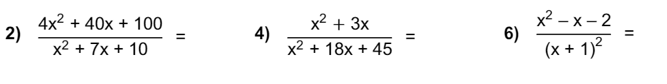 2) (4x² + 40x + 100)/(x² + 7x + 10) = 4) (x² + 3x)/(x² + 18x + 45) = 6) (x² – x – 2)/(x + 1)² =